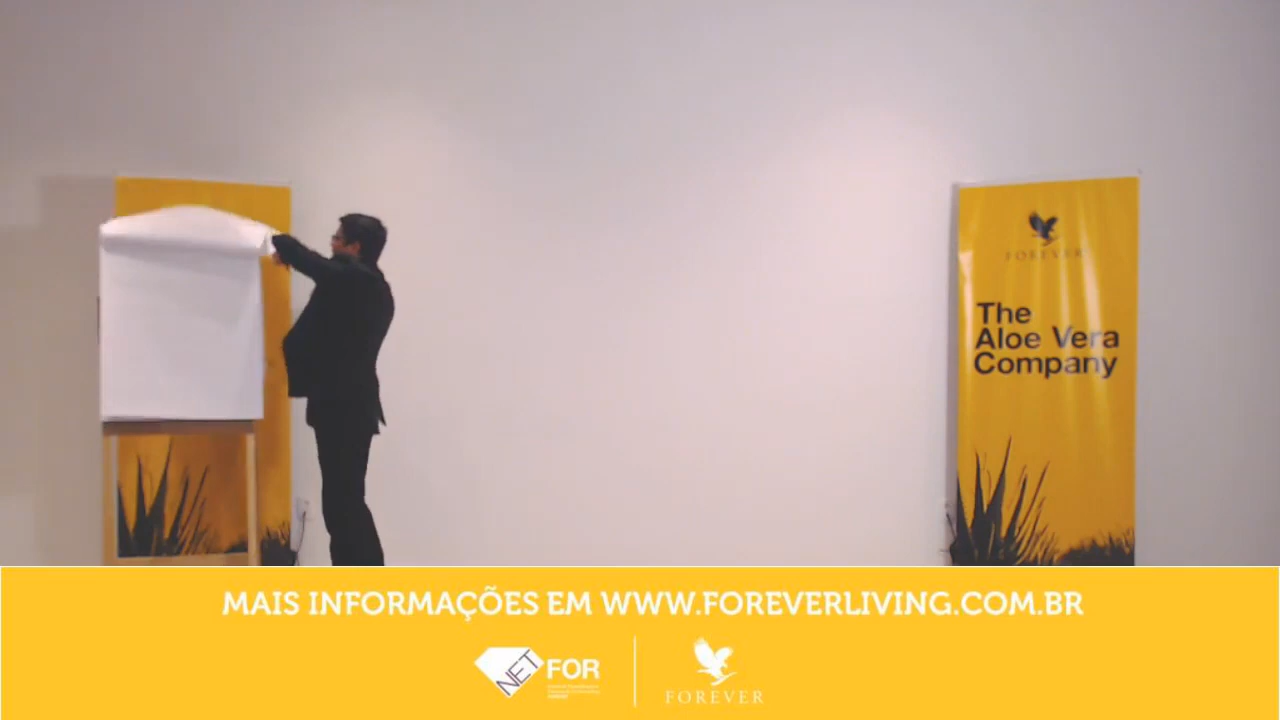 FOREVER
The
Aloe Vera
Company
MAIS INFORMAÇÕES EM WWW.FOREVERLIVING.COM.BR
NET FOR
FOREVER